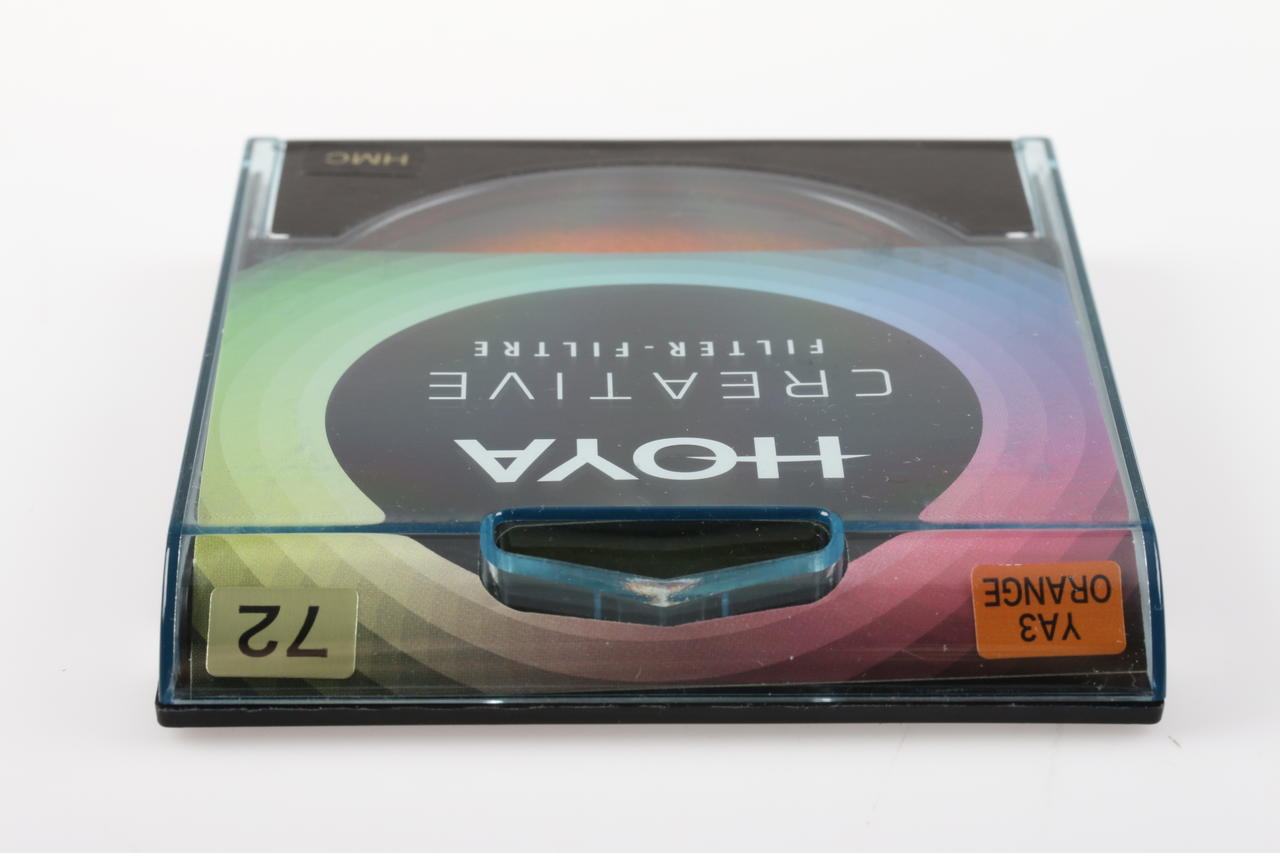 YA3
ORANGE
72
HOYA
CREATIVE
FILTER-FILTRE
HMC